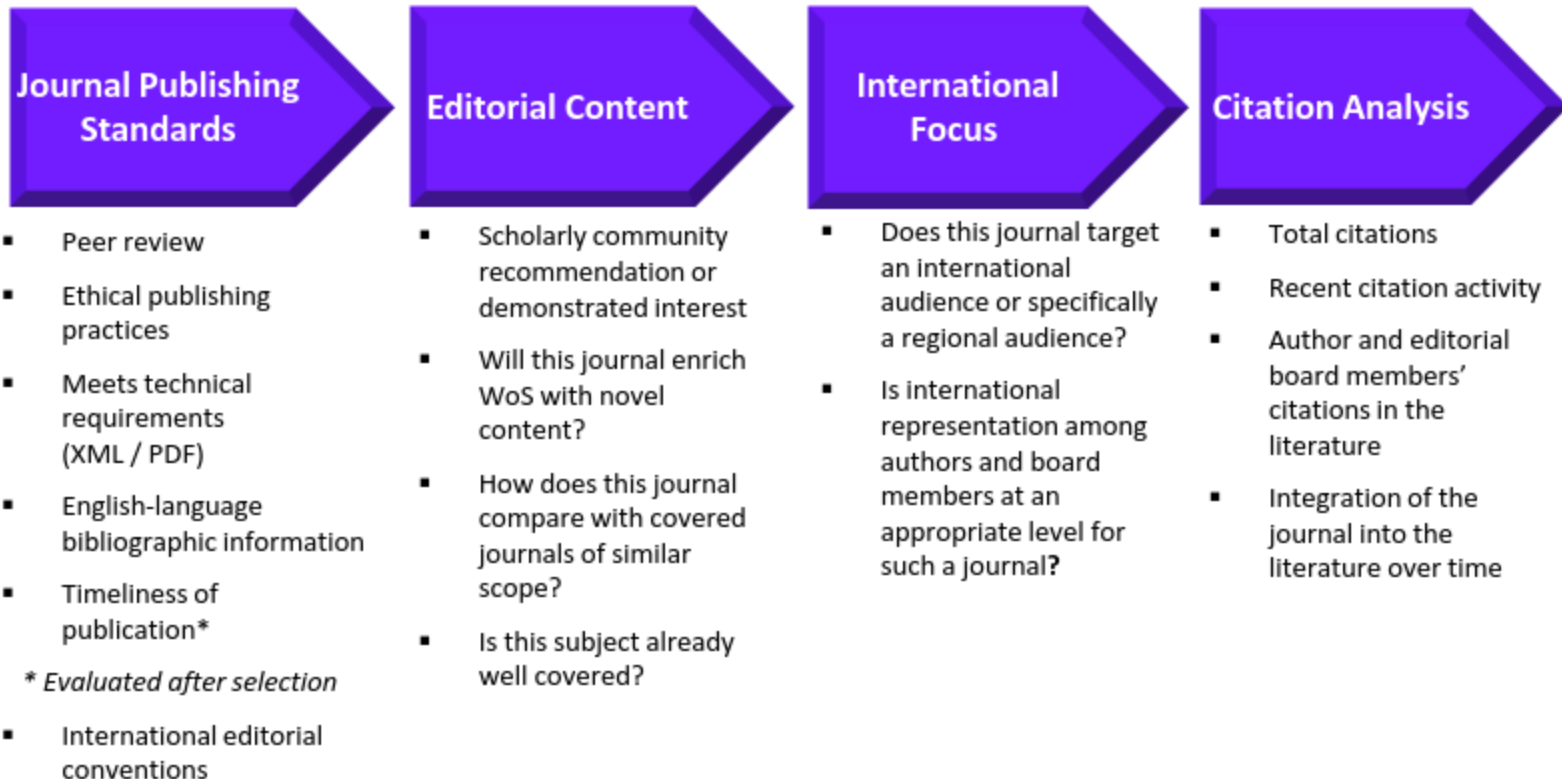 Journal Publishing
Standards
▪ Peer review
▪ Ethical publishing
practices
▪ Meets technical
requirements
(XML / PDF)
▪ English-language
bibliographic information
▪ Timeliness of
publication*
* Evaluated after selection
▪ International editorial
conventions
Editorial Content
▪ Scholarly community
recommendation or
demonstrated interest
▪ Will this journal enrich
WoS with novel
content?
▪ How does this journal
compare with covered
journals of similar
scope?
▪ Is this subject already
well covered?
International
Focus
▪ Does this journal target
an international
audience or specifically
a regional audience?
▪ Is international
representation among
authors and board
members at an
appropriate level for
such a journal?
Citation Analysis
▪ Total citations
▪ Recent citation activity
▪ Author and editorial
board members’
citations in the
literature
▪ Integration of the
journal into the
literature over time